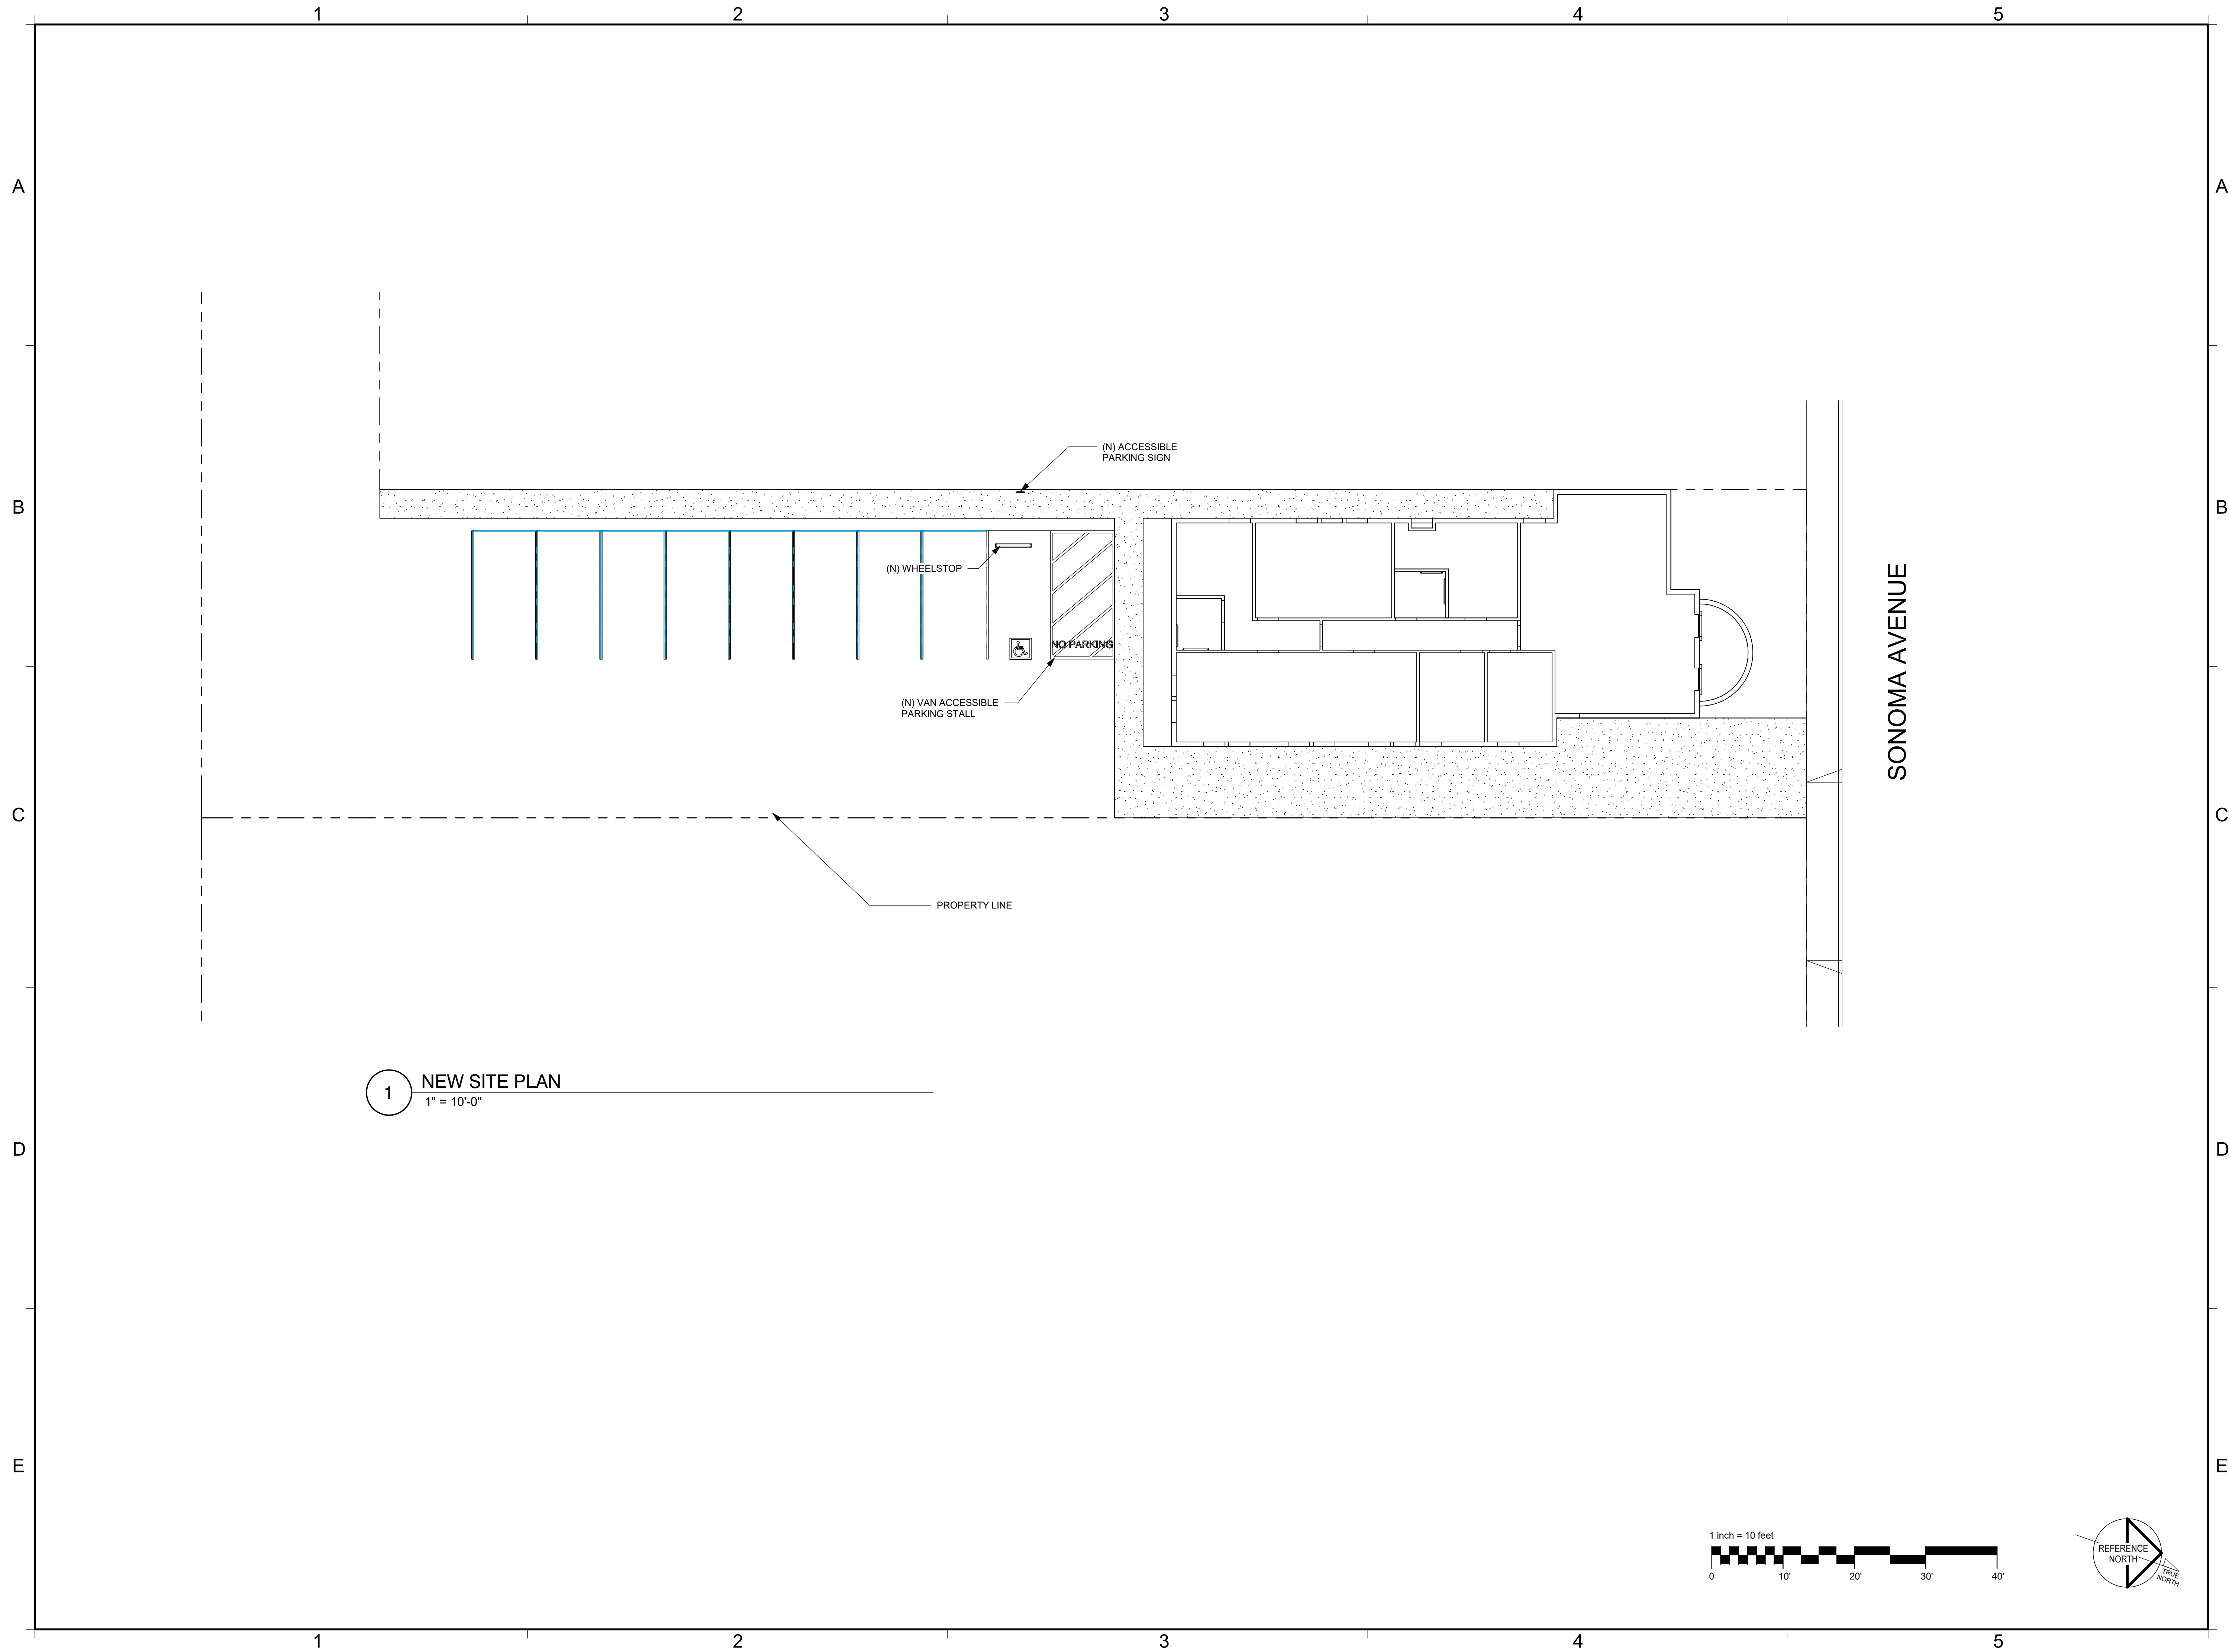 1 2 3 4 5
A A
(N) ACCESSIBLE
PARKING SIGN
B B
(N) WHEELSTOP
NO PARKING
(N) VAN ACCESSIBLE
PARKING STALL
SONOMA AVENUE
C C
PROPERTY LINE
1 NEW SITE PLAN
1" = 10'-0"
D D
E E
1 inch = 10 feet
0 10' 20' 30' 40'
REFERENCE
NORTH
TRUE
NORTH
1 2 3 4 5